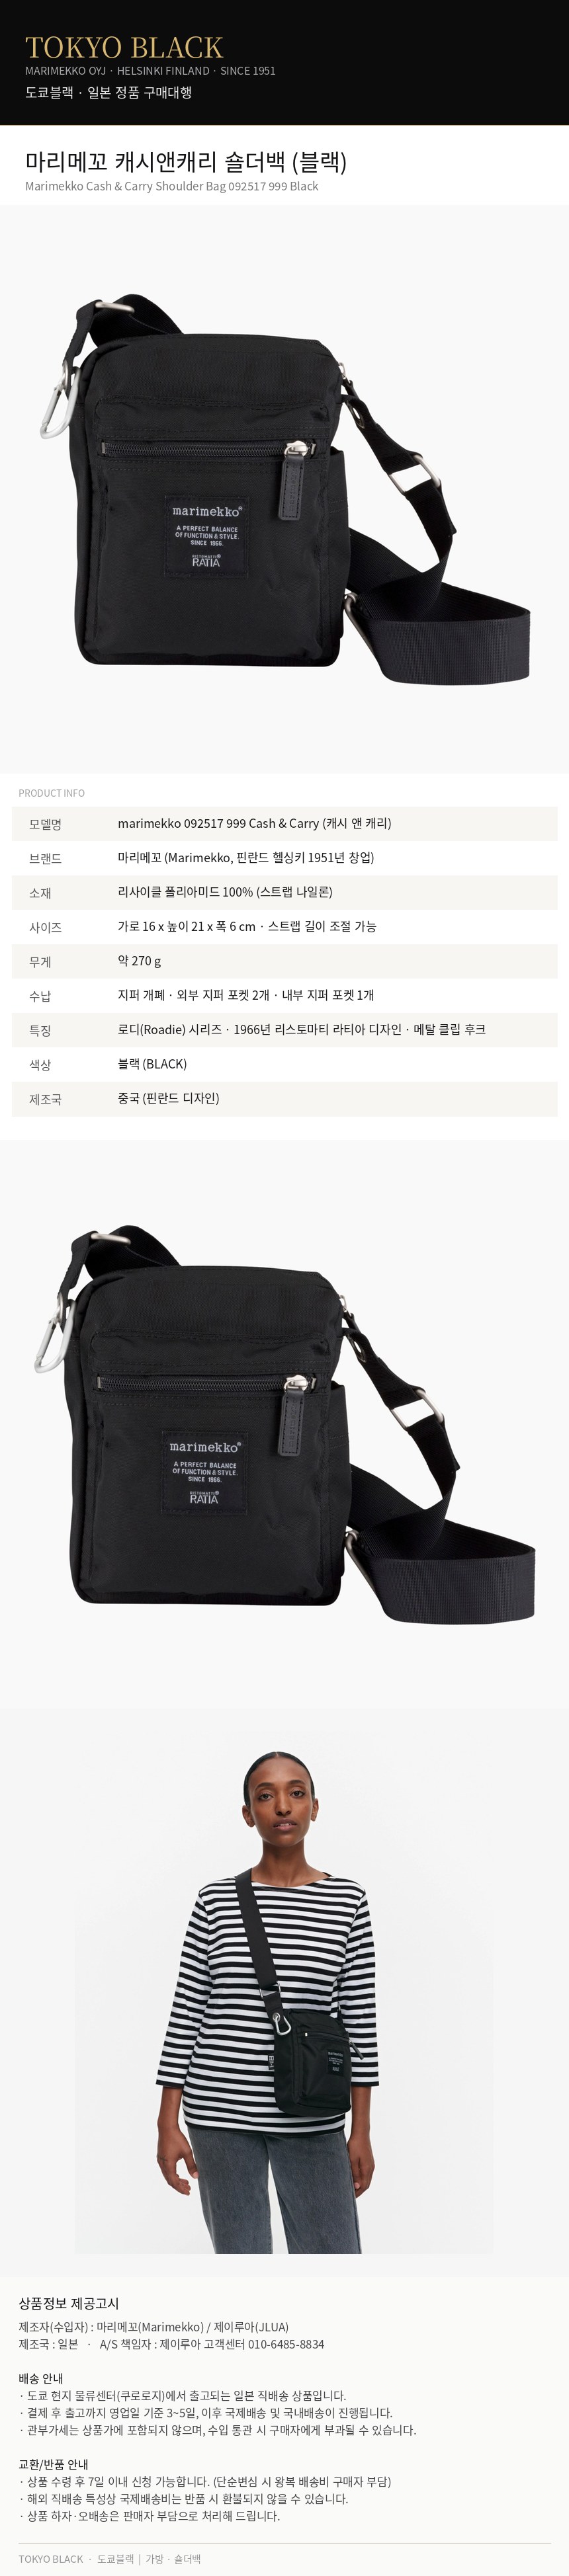 TOKYO BLACK
MARIMEKKO OYJ · HELSINKI FINLAND · SINCE 1951
도쿄블랙 · 일본 정품 구매대행
마리메꼬 캐시앤캐리 숄더백 (블랙)
Marimekko Cash & Carry Shoulder Bag 092517 999 Black
marimekko®
A PERFECT BALANCE
OF FUNCTION & STYLE.
SINCE 1966.
RISTOMATTI
RATIA
PRODUCT INFO
모델명 marimekko 092517 999 Cash & Carry (캐시 앤 캐리)
브랜드 마리메꼬 (Marimekko, 핀란드 헬싱키 1951년 창업)
소재 리사이클 폴리아미드 100% (스트랩 나일론)
사이즈 가로 16 x 높이 21 x 폭 6 cm · 스트랩 길이 조절 가능
무게 약 270 g
수납 지퍼 개폐 · 외부 지퍼 포켓 2개 · 내부 지퍼 포켓 1개
특징 로디(Roadie) 시리즈 · 1966년 리스토마티 라티아 디자인 · 메탈 클립 후크
색상 블랙 (BLACK)
제조국 중국 (핀란드 디자인)
marimekko®
A PERFECT BALANCE
OF FUNCTION & STYLE.
SINCE 1966.
RISTOMATTI
RATIA
상품정보 제공고시
제조자(수입자) : 마리메꼬(Marimekko) / 제이루아(JLUA)
제조국 : 일본 · A/S 책임자 : 제이루아 고객센터 010-6485-8834
배송 안내
· 도쿄 현지 물류센터(쿠로로지)에서 출고되는 일본 직배송 상품입니다.
· 결제 후 출고까지 영업일 기준 3~5일, 이후 국제배송 및 국내배송이 진행됩니다.
· 관부가세는 상품가에 포함되지 않으며, 수입 통관 시 구매자에게 부과될 수 있습니다.
교환/반품 안내
· 상품 수령 후 7일 이내 신청 가능합니다. (단순변심 시 왕복 배송비 구매자 부담)
· 해외 직배송 특성상 국제배송비는 반품 시 환불되지 않을 수 있습니다.
· 상품 하자·오배송은 판매자 부담으로 처리해 드립니다.
TOKYO BLACK · 도쿄블랙 | 가방 · 숄더백